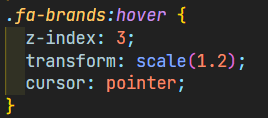 .fa-brands:hover {
  z-index: 3;
  transform: scale(1.2);
  cursor: pointer;
}